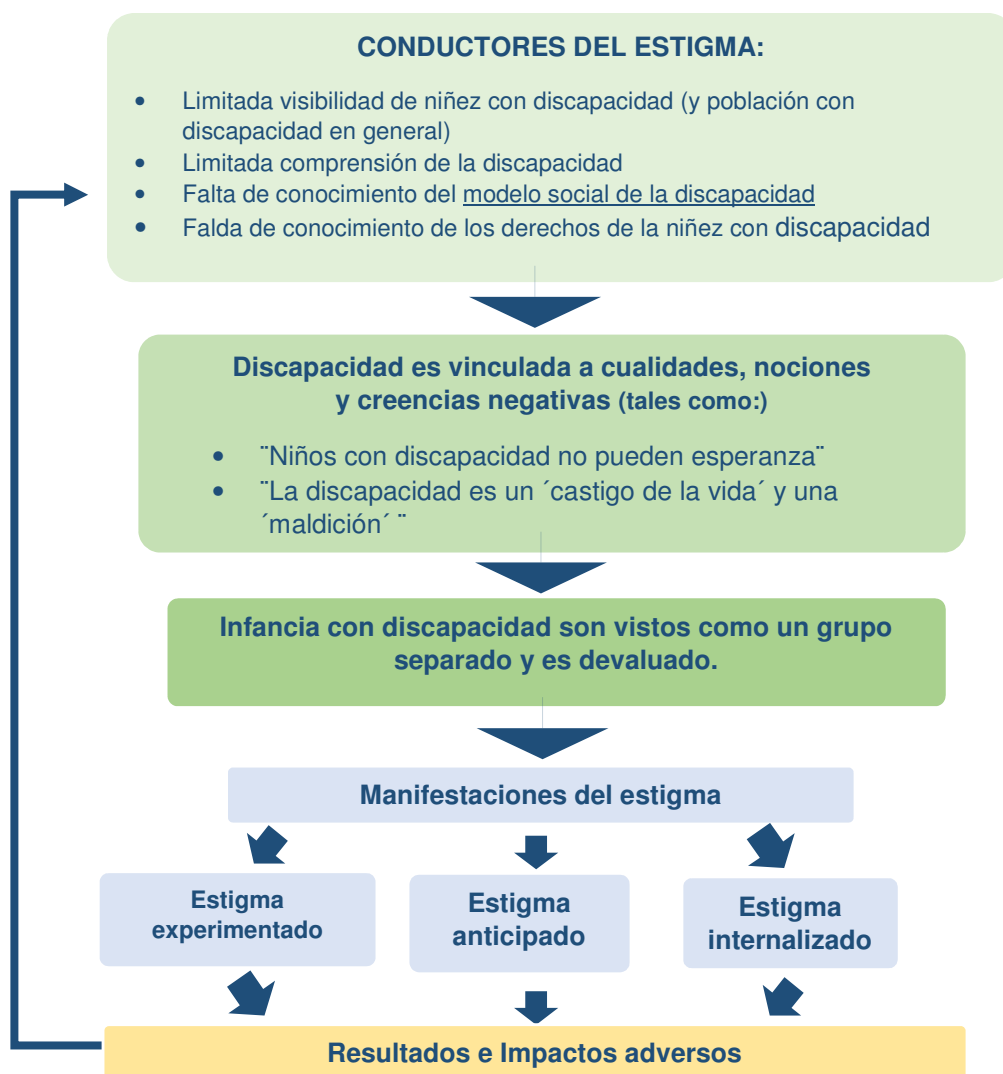 CONDUCTORES DEL ESTIGMA:
• Limitada visibilidad de niñez con discapacidad (y población con
discapacidad en general)
• Limitada comprensión de la discapacidad
• Falta de conocimiento del modelo social de la discapacidad
• Falda de conocimiento de los derechos de la niñez con discapacidad
Discapacidad es vinculada a cualidades, nociones
y creencias negativas (tales como:)
• ¨Niños con discapacidad no pueden esperanza¨
• ¨La discapacidad es un ´castigo de la vida´ y una
´maldición´ ¨
Infancia con discapacidad son vistos como un grupo
separado y es devaluado.
Manifestaciones del estigma
Estigma
experimentado
Estigma
anticipado
Estigma
internalizado
Resultados e Impactos adversos